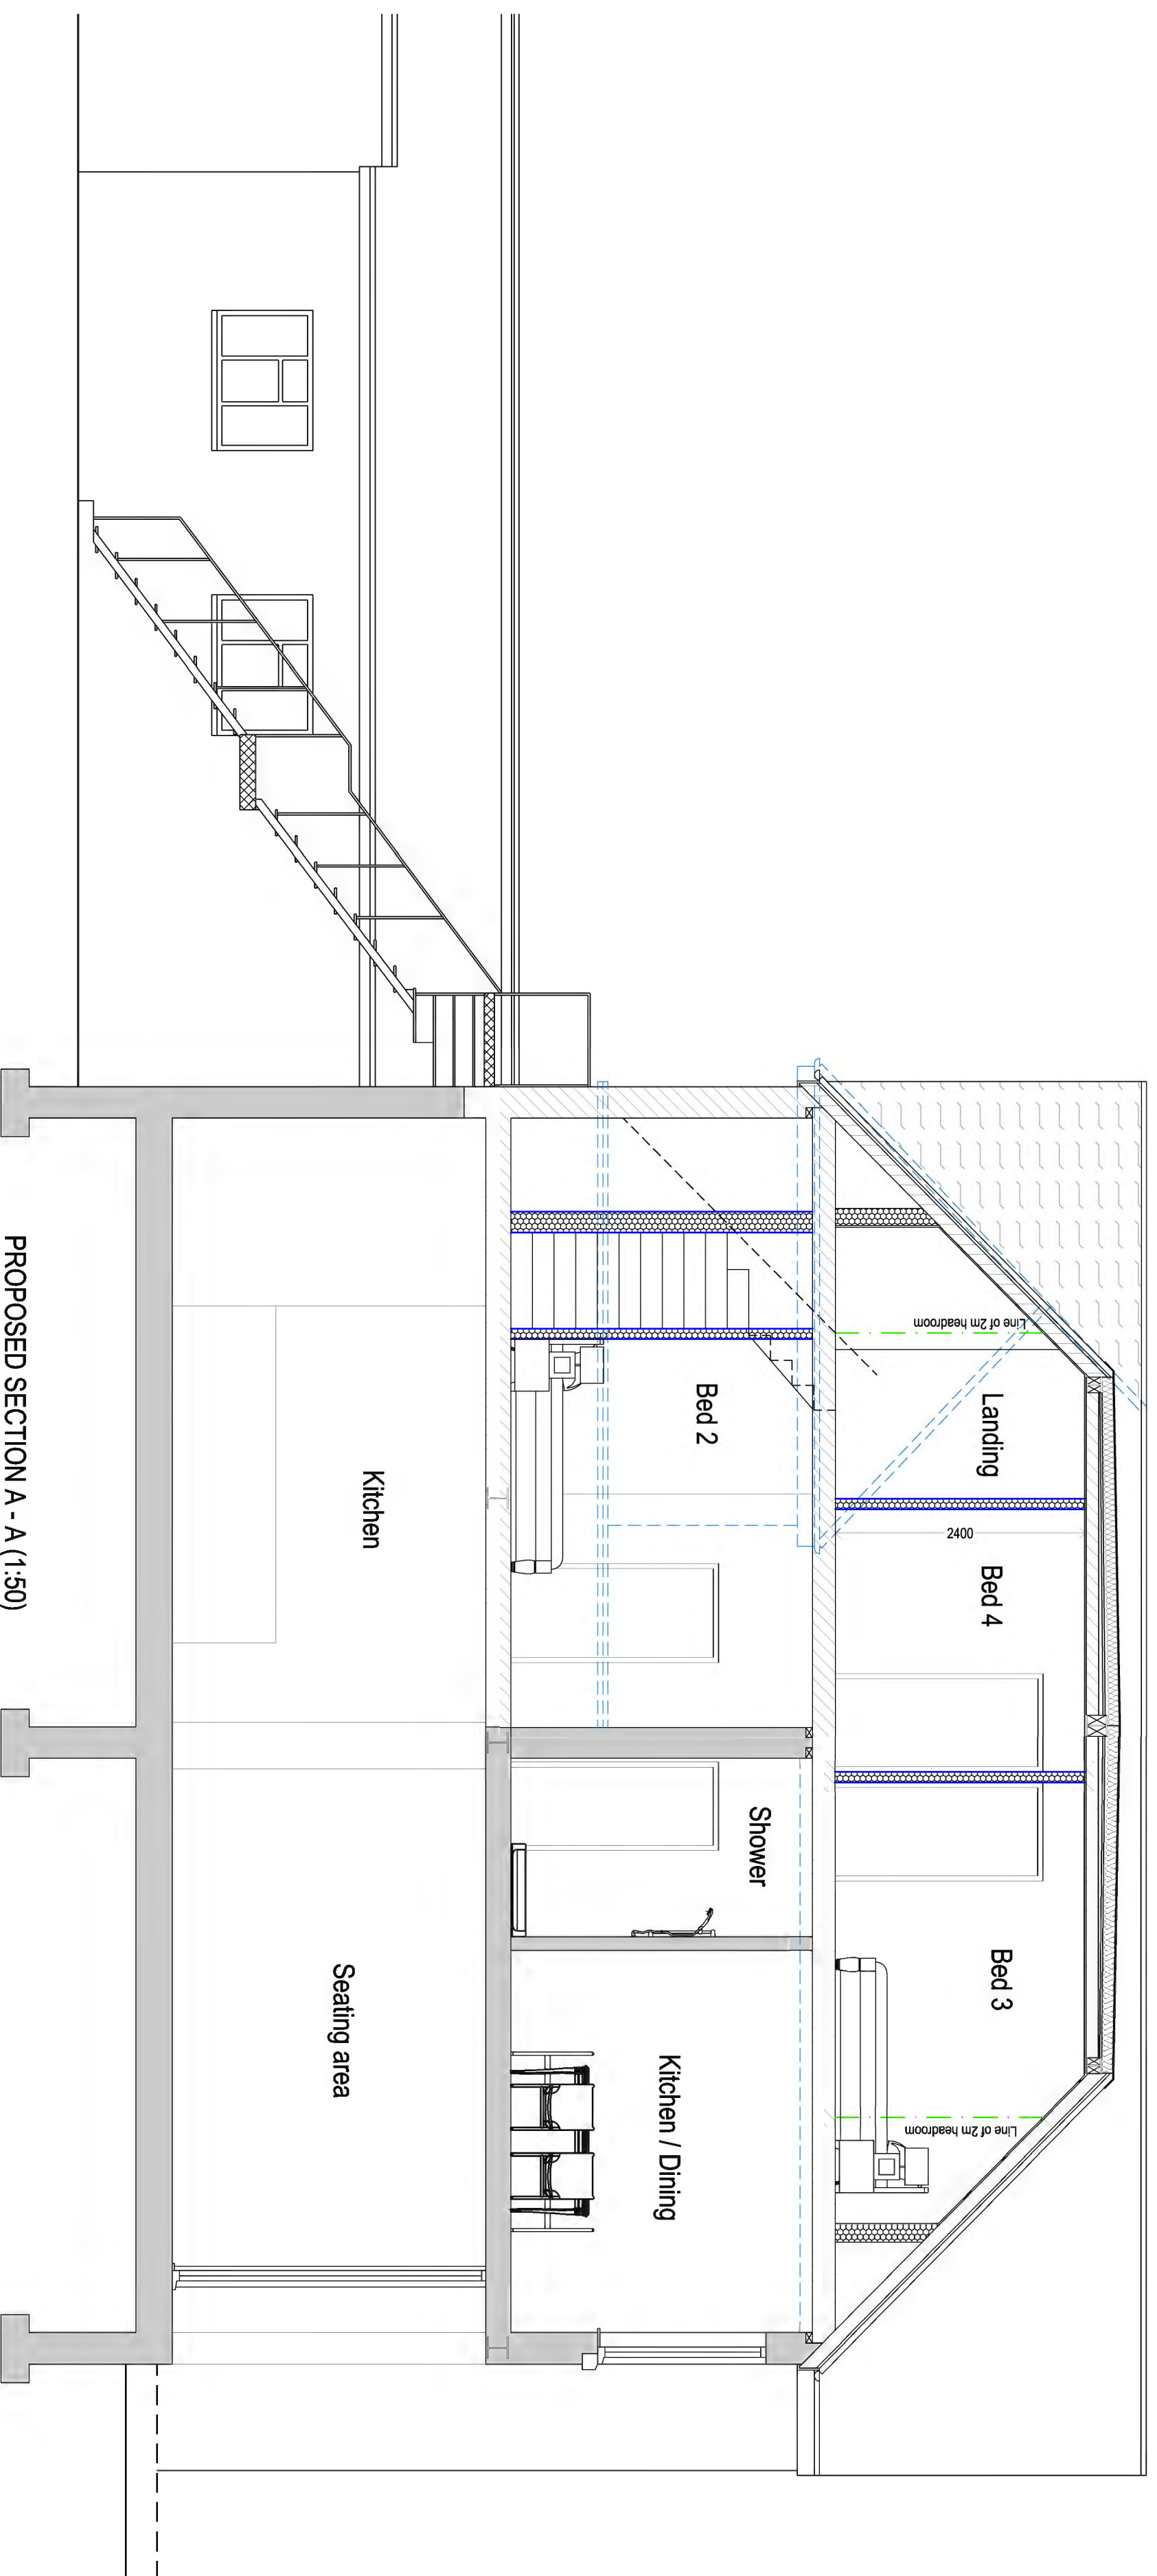 Line of 2m headroom
Landing
2400
Bed 4
Bed 3
Line of 2m headroom
Bed 2
Shower
Kitchen / Dining
Kitchen
Seating area
PROPOSED SECTION A - A (1:50)